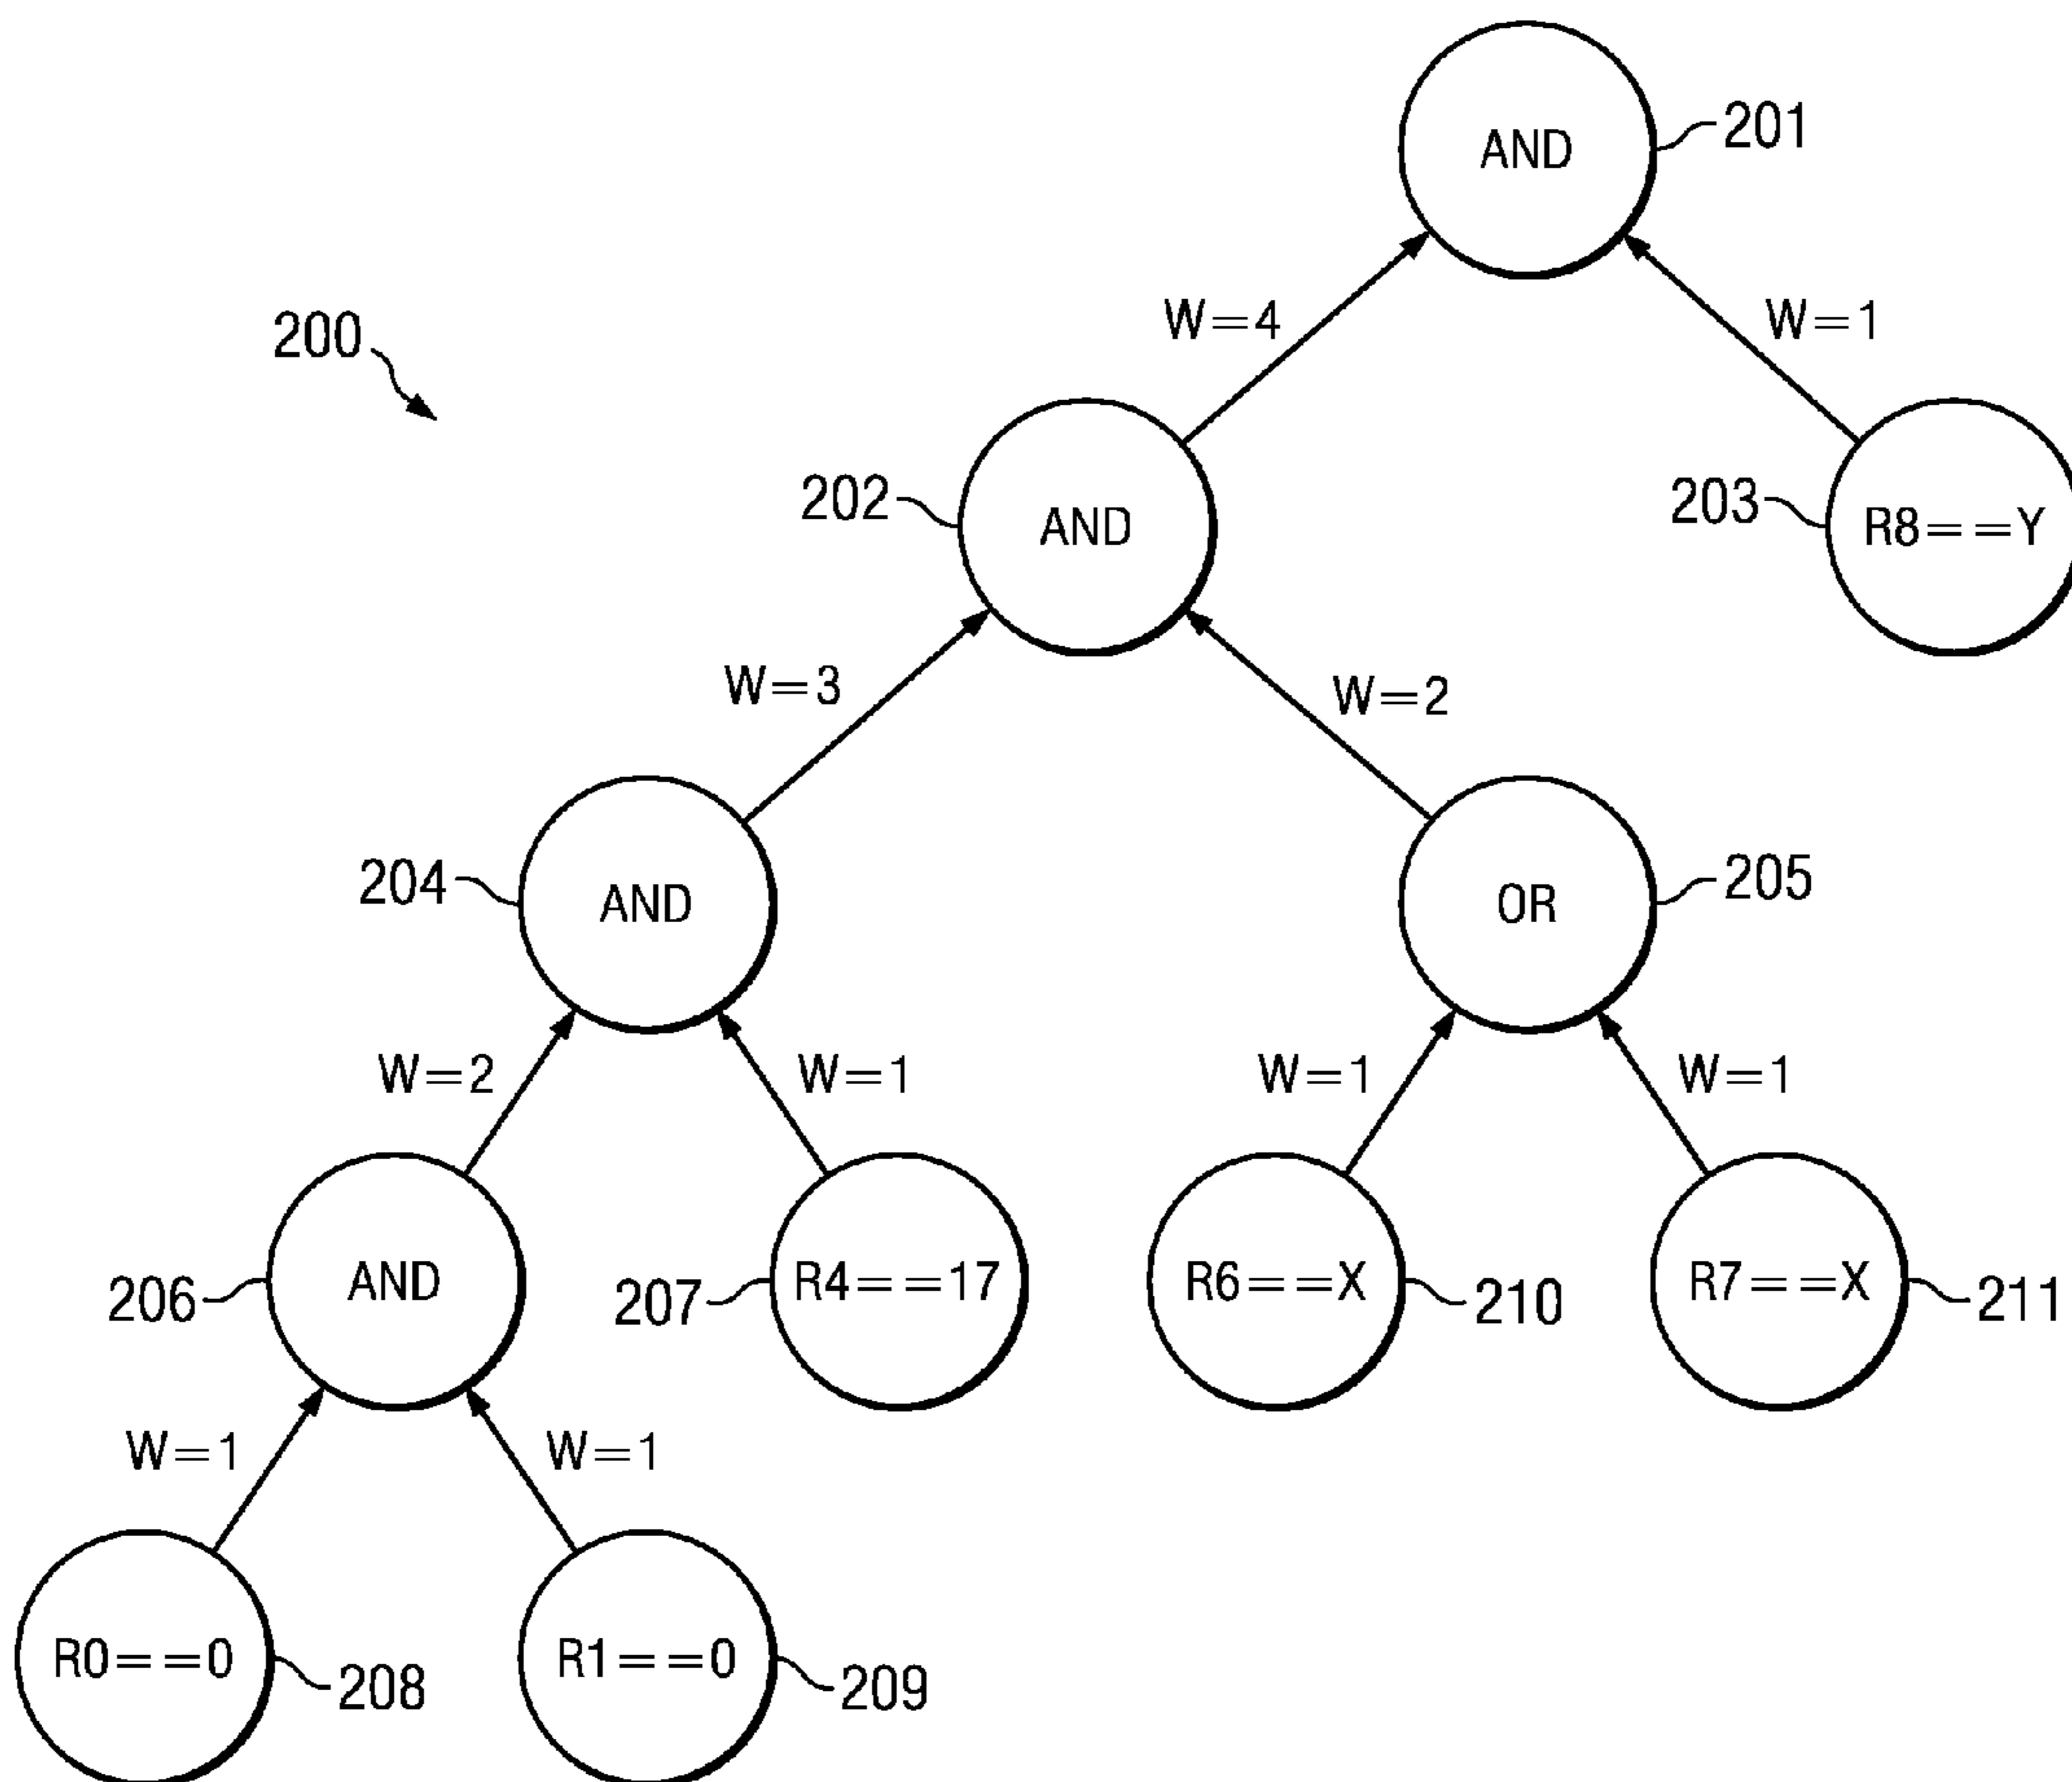 AND
201
200
W=4
W=1
202
AND
203
R8==Y
W=3
W=2
204
AND
OR
205
W=2
W=1
W=1
W=1
206
AND
207
R4==17
R6==X
210
R7==X
211
W=1
W=1
R0==0
208
R1==0
209